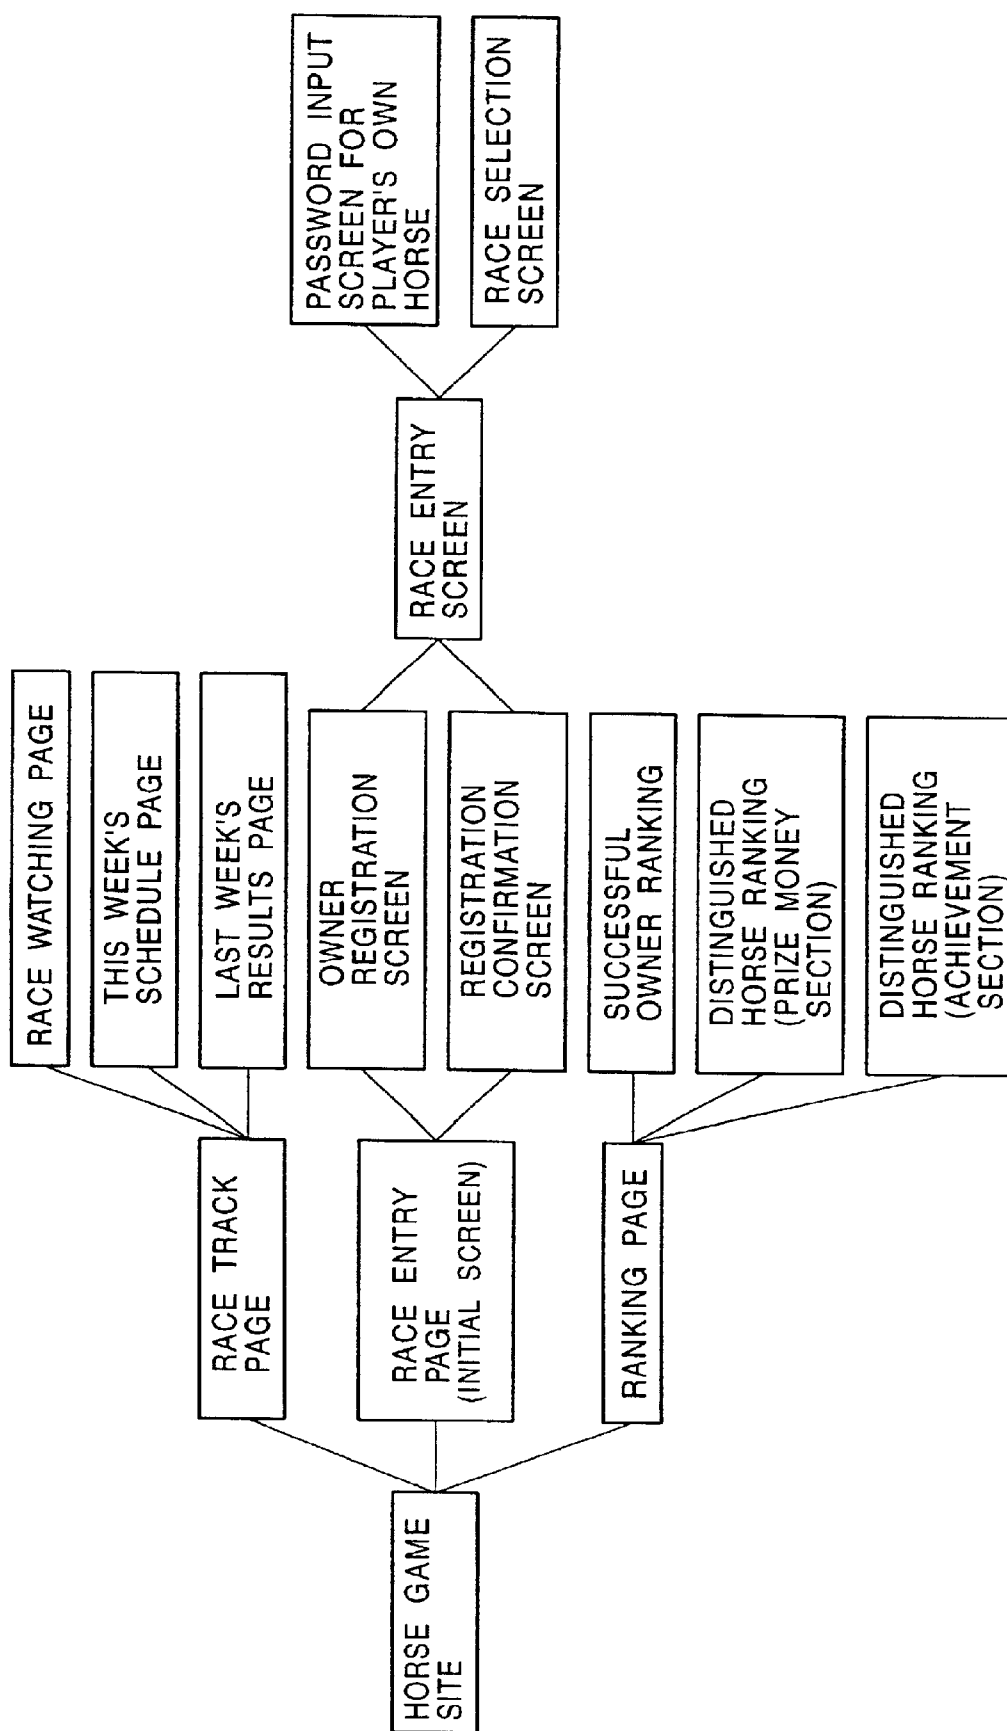 HORSE GAME
SITE
RACE TRACK
PAGE
RACE ENTRY
PAGE
(INITIAL SCREEN)
RANKING PAGE
RACE WATCHING PAGE
THIS WEEK'S
SCHEDULE PAGE
LAST WEEK'S
RESULTS PAGE
OWNER
REGISTRATION
SCREEN
REGISTRATION
CONFIRMATION
SCREEN
SUCCESSFUL
OWNER RANKING
DISTINGUISHED
HORSE RANKING
(PRIZE MONEY
SECTION)
DISTINGUISHED
HORSE RANKING
(ACHIEVEMENT
SECTION)
RACE ENTRY
SCREEN
PASSWORD INPUT
SCREEN FOR
PLAYER'S OWN
HORSE
RACE SELECTION
SCREEN